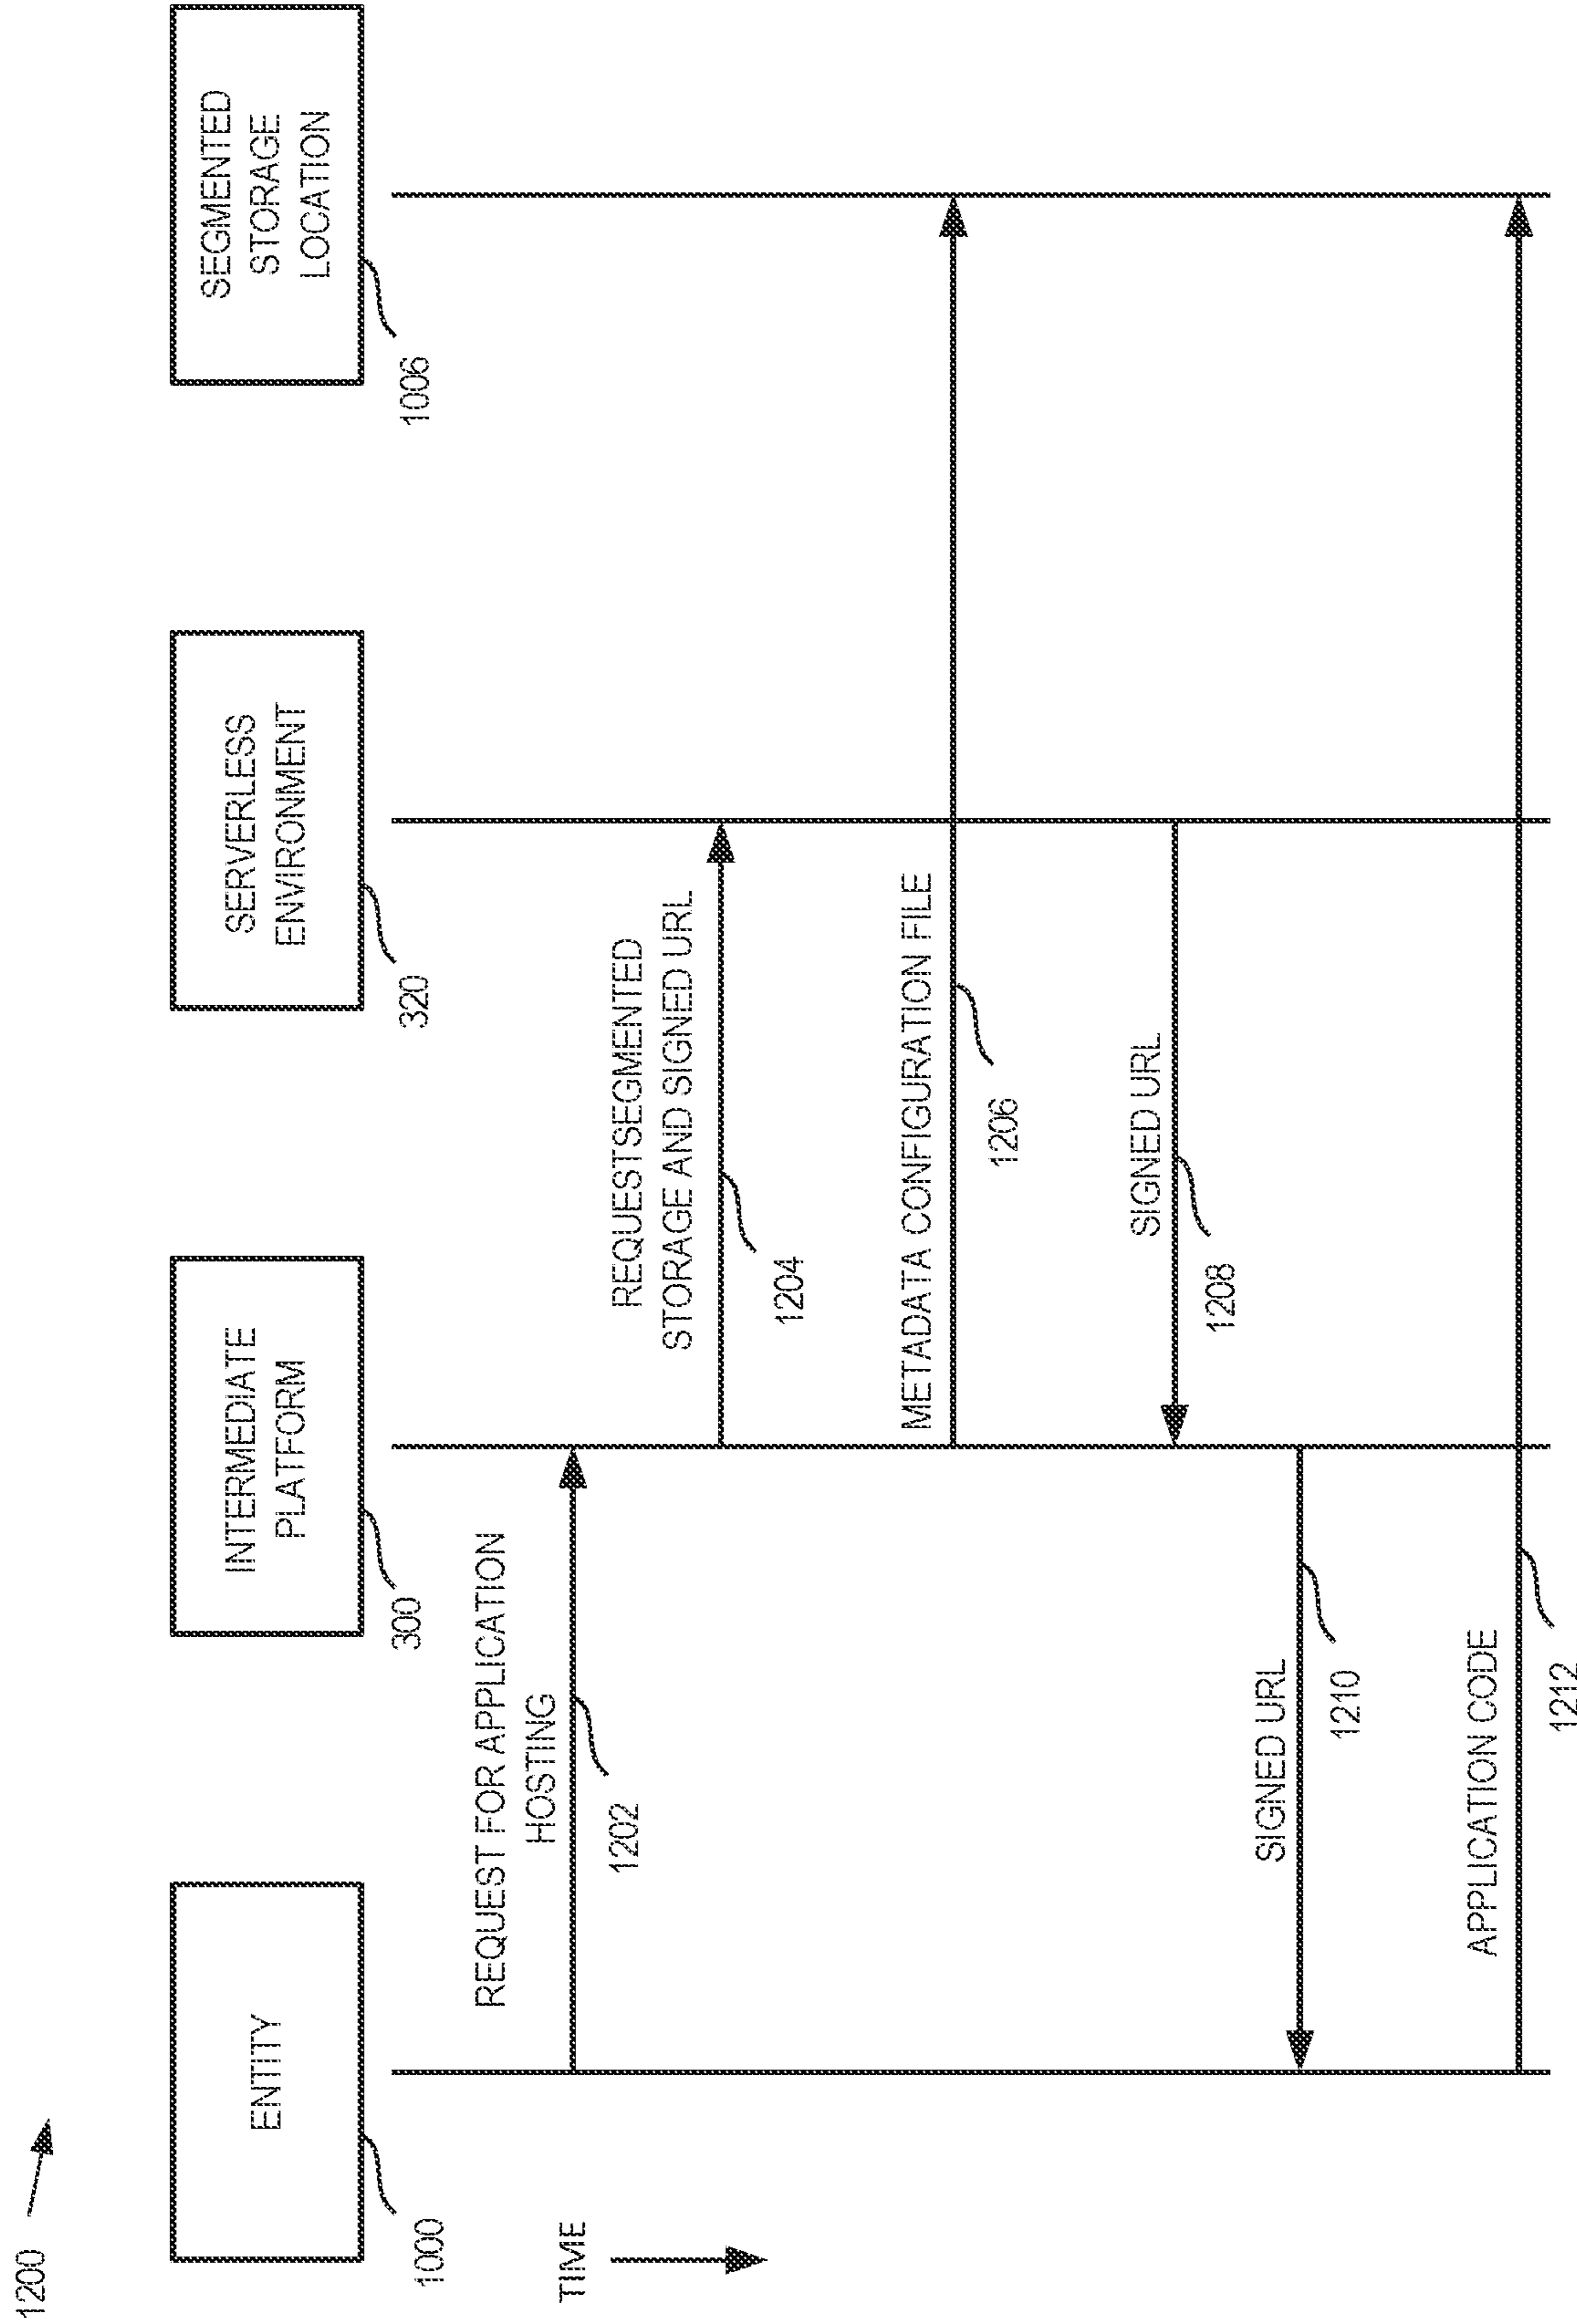 1200
ENTITY
1000
INTERMEDIATE
PLATFORM
300
SERVERLESS
ENVIRONMENT
320
SEGMENTED
STORAGE
LOCATION
1006
TIME
REQUEST FOR APPLICATION
HOSTING
1202
REQUESTSEGMENTED
STORAGE AND SIGNED URL
1204
METADATA CONFIGURATION FILE
1206
SIGNED URL
1208
SIGNED URL
1210
APPLICATION CODE
1212